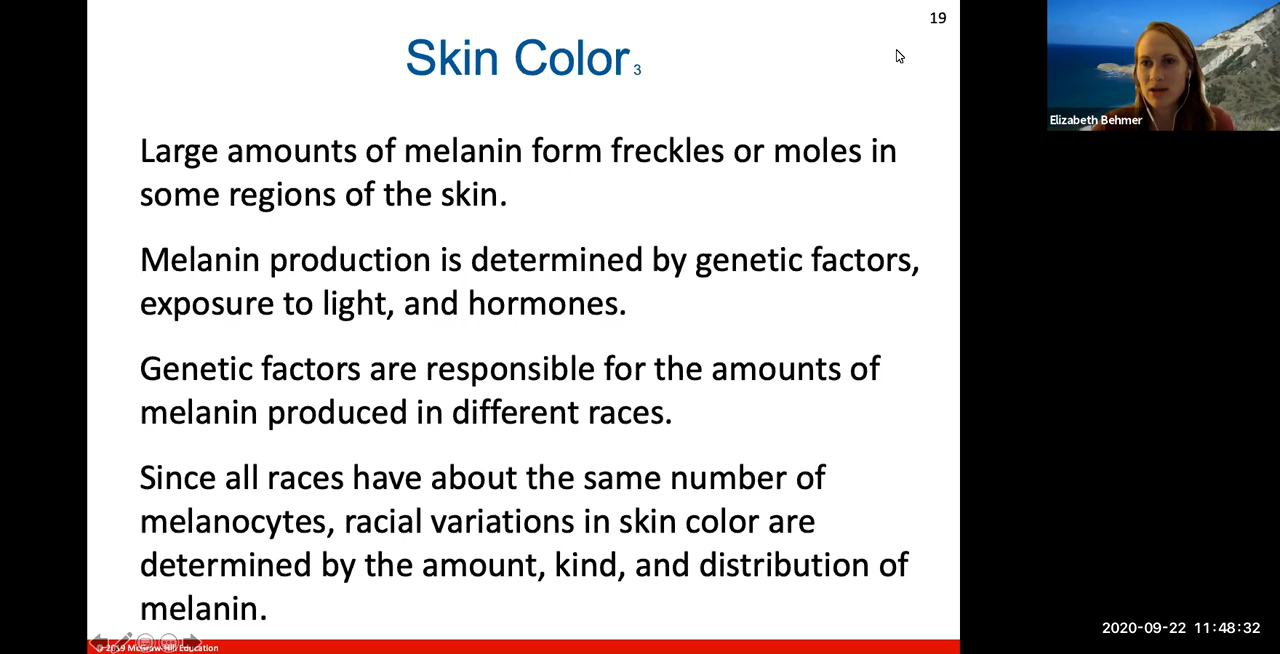 19
Skin Color 3
Elizabeth Behmer
Large amounts of melanin form freckles or moles in
some regions of the skin.
Melanin production is determined by genetic factors,
exposure to light, and hormones.
Genetic factors are responsible for the amounts of
melanin produced in different races.
Since all races have about the same number of
melanocytes, racial variations in skin color are
determined by the amount, kind, and distribution of
melanin.
© 2019 McGraw-Hill Education
2020-09-22 11:48:32